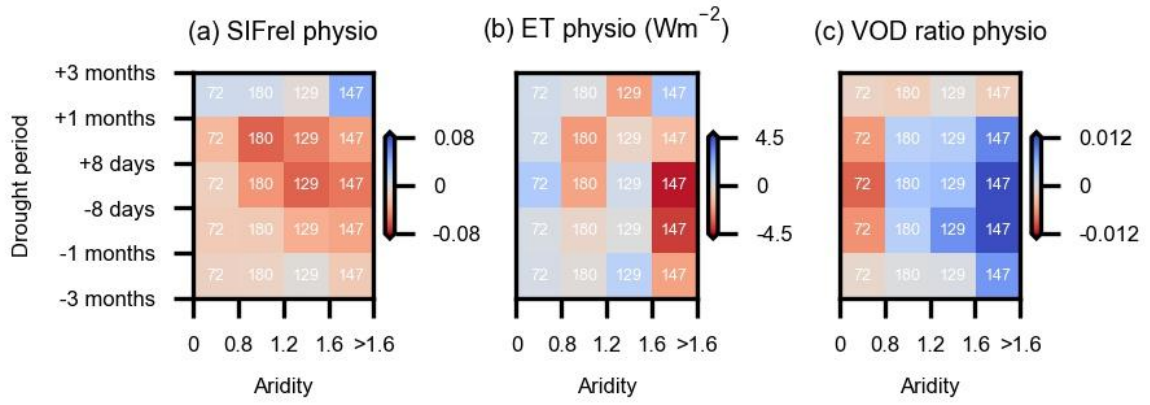 (a) SIFrel physio
(b) ET physio (Wm⁻²)
(c) VOD ratio physio
Drought period
+3 months
+1 months
+8 days
-8 days
-1 months
-3 months
72 180 129 147
72 180 129 147
72 180 129 147
72 180 129 147
72 180 129 147
0 0.8 1.2 1.6 >1.6
Aridity
0.08
0
-0.08
72 180 129 147
72 180 129 147
72 180 129 147
72 180 129 147
72 180 129 147
0 0.8 1.2 1.6 >1.6
Aridity
4.5
0
-4.5
72 180 129 147
72 180 129 147
72 180 129 147
72 180 129 147
72 180 129 147
0 0.8 1.2 1.6 >1.6
Aridity
0.012
0
-0.012